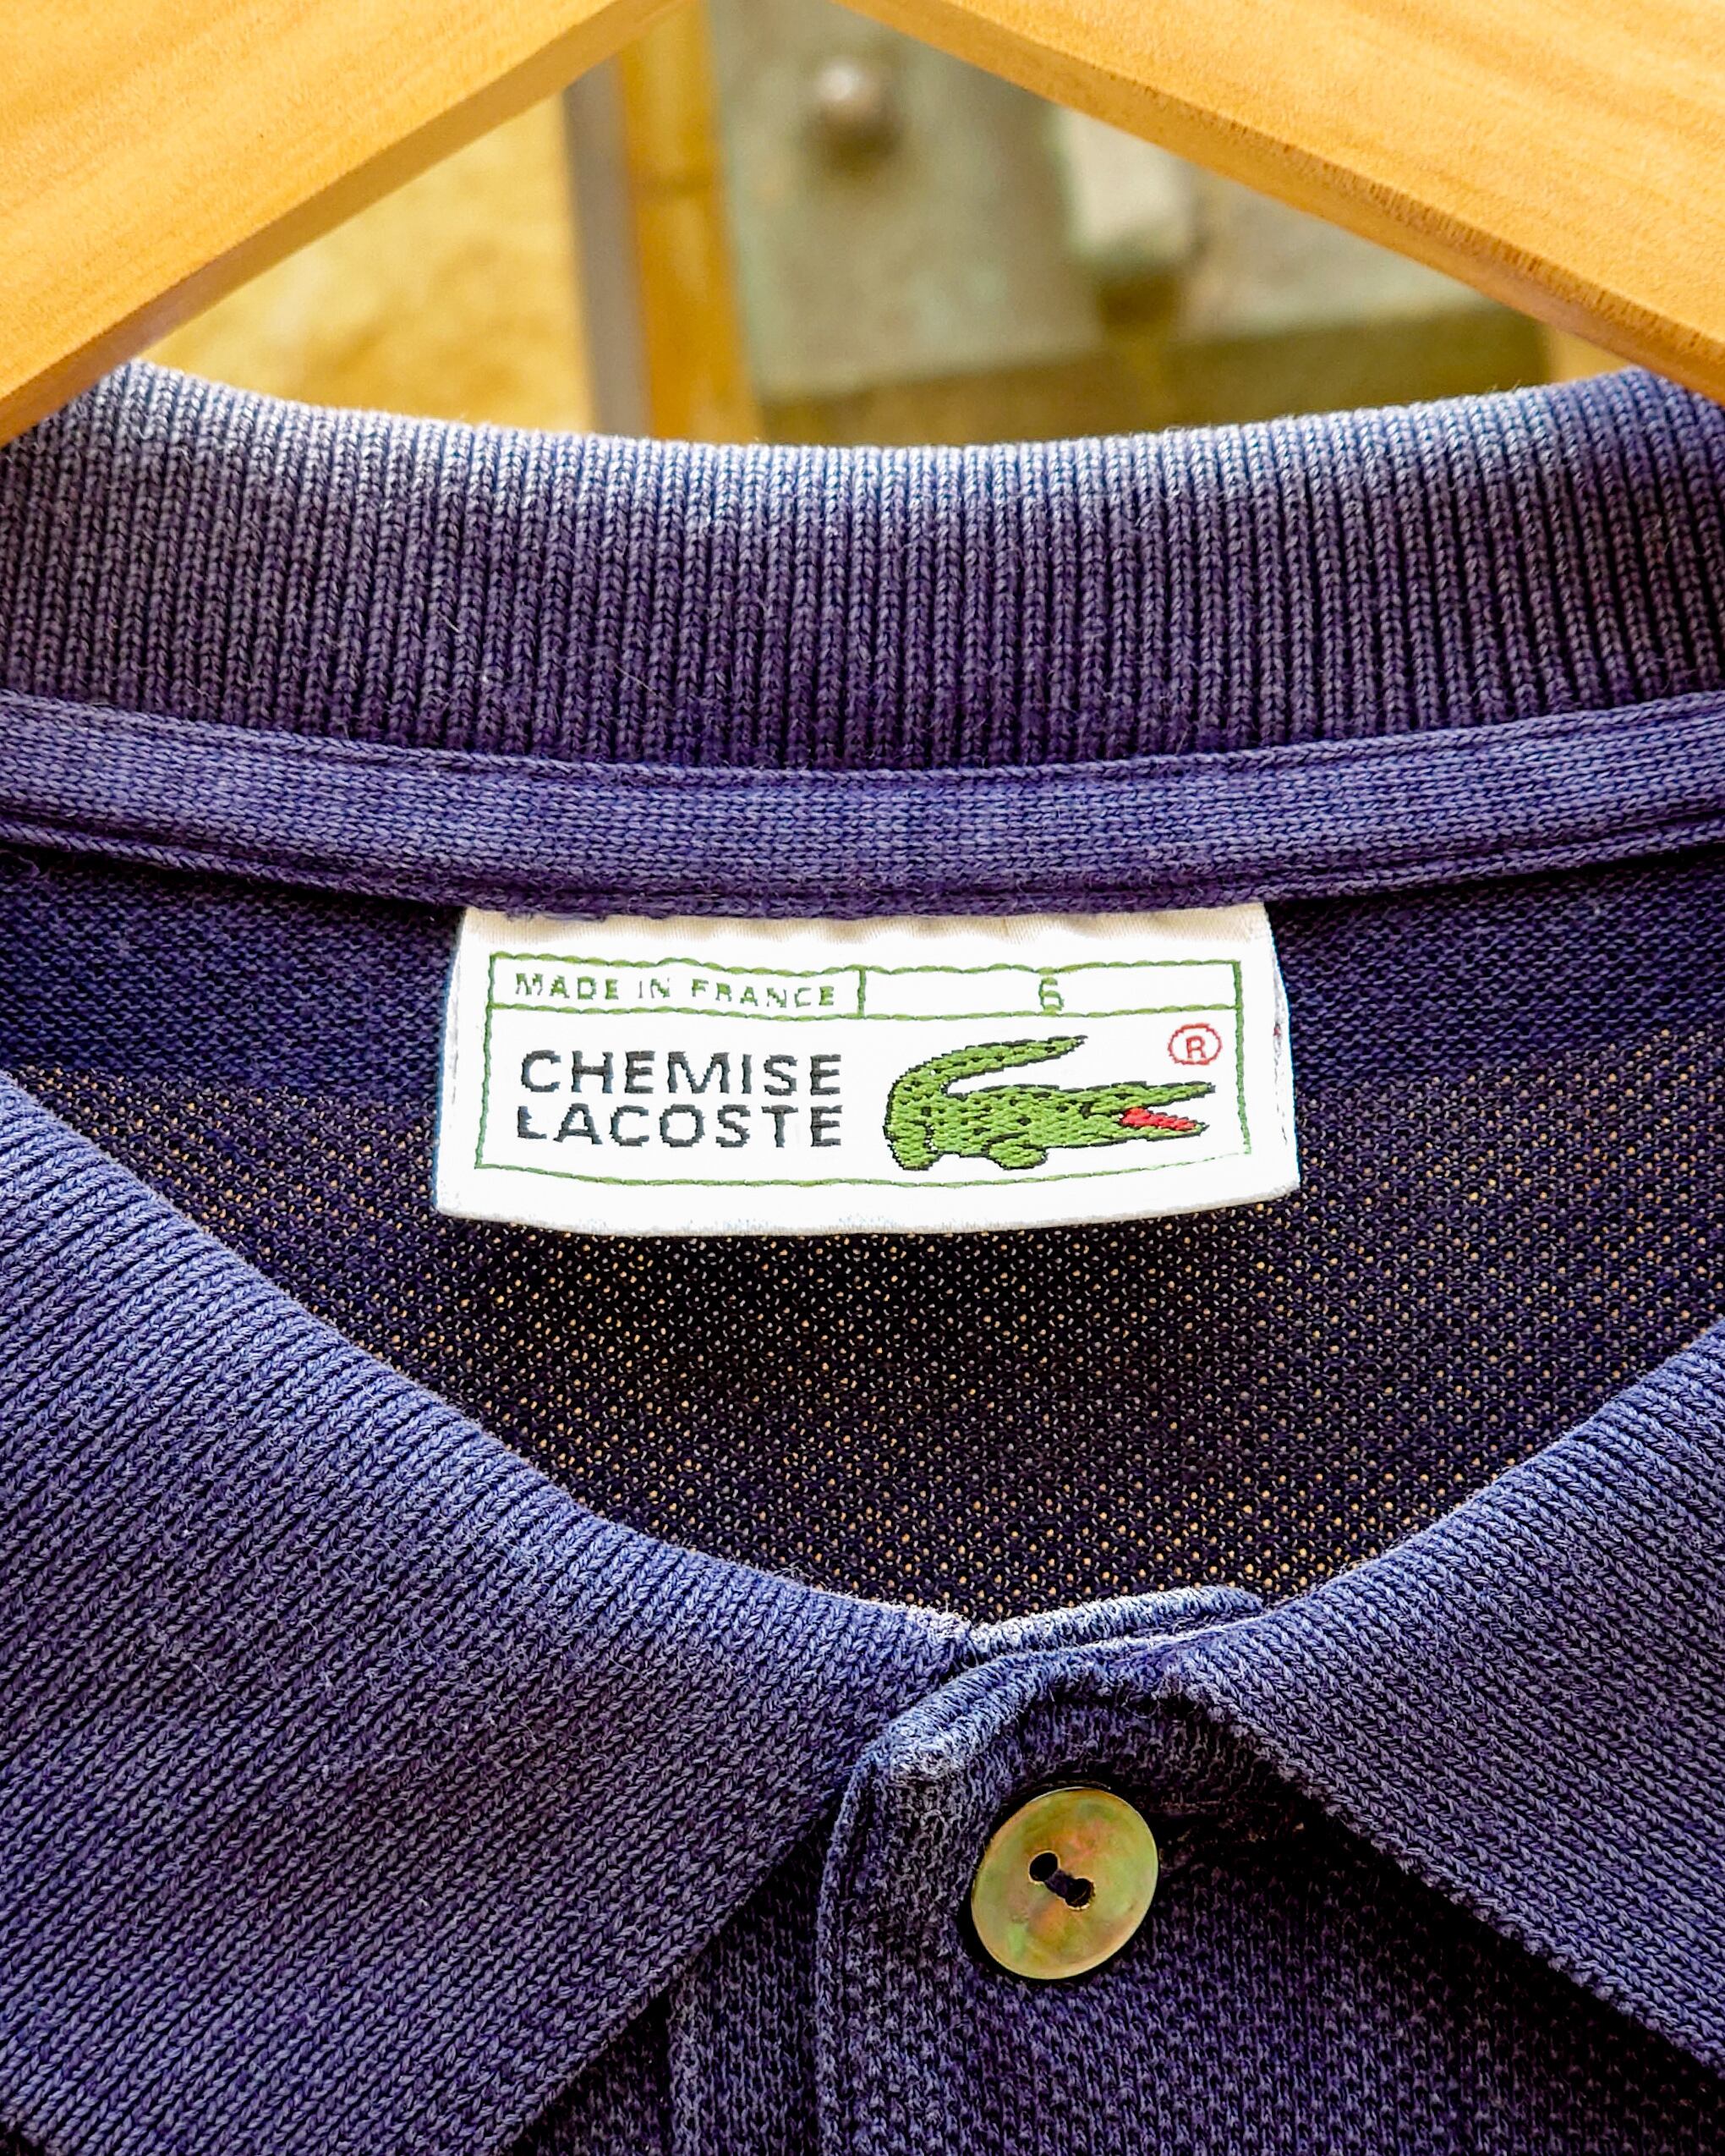 MADE IN FRANCE 6
CHEMISE
LACOSTE
®